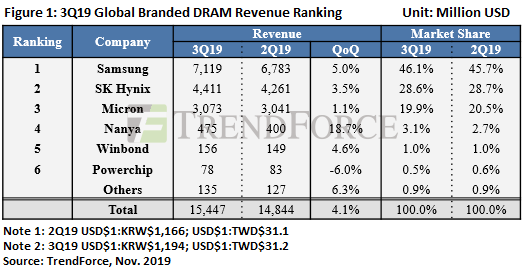 Figure 1: 3Q19 Global Branded DRAM Revenue Ranking Unit: Million USD
Ranking Company Revenue Market Share
3Q19 2Q19 QoQ 3Q19 2Q19
1 Samsung 7,119 6,783 5.0% 46.1% 45.7%
2 SK Hynix 4,411 4,261 3.5% 28.6% 28.7%
3 Micron 3,073 3,041 1.1% 19.9% 20.5%
4 Nanya 475 400 18.7% 3.1% 2.7%
5 Winbond 156 149 4.6% 1.0% 1.0%
6 Powerchip 78 83 -6.0% 0.5% 0.6%
Others 135 127 6.3% 0.9% 0.9%
Total 15,447 14,844 4.1% 100.0% 100.0%
TRENDFORCE
Note 1: 2Q19 USD$1:KRW$1,166; USD$1:TWD$31.1
Note 2: 3Q19 USD$1:KRW$1,194; USD$1:TWD$31.2
Source: TrendForce, Nov. 2019